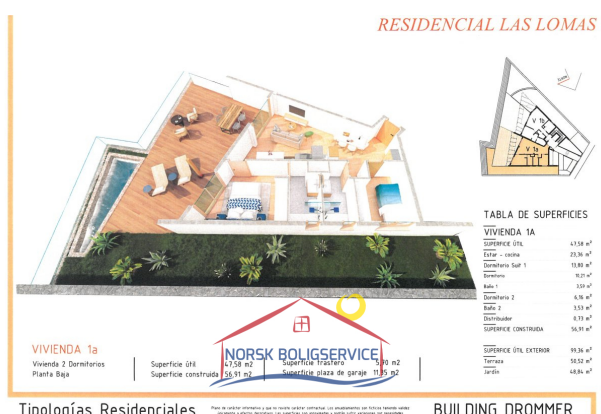 RESIDENCIAL LAS LOMAS
V 1b
V 1a
TABLA DE SUPERFICIES
VIVIENDA 1A
SUPERFICIE ÚTIL 47,58 m²
Estar - cocina 23,36 m²
Dormitorio Suit 1 13,80 m²
Dormitorio 10,21 m²
Baño 1 3,59 m²
Dormitorio 2 6,16 m²
Baño 2 3,53 m²
Distribuidor 0,73 m²
SUPERFICIE CONSTRUIDA 56,91 m²
SUPERFICIE ÚTIL EXTERIOR 99,36 m²
Terraza 50,52 m²
Jardín 48,84 m²
NORSK BOLIGSERVICE
VIVIENDA 1a
Vivienda 2 Dormitorios
Planta Baja
Superficie útil 47,58 m2
Superficie construida 56,91 m2
Superficie trastero 5,90 m2
Superficie plaza de garaje 11,95 m2
Tipologías Residenciales
BUILDING DROMMER